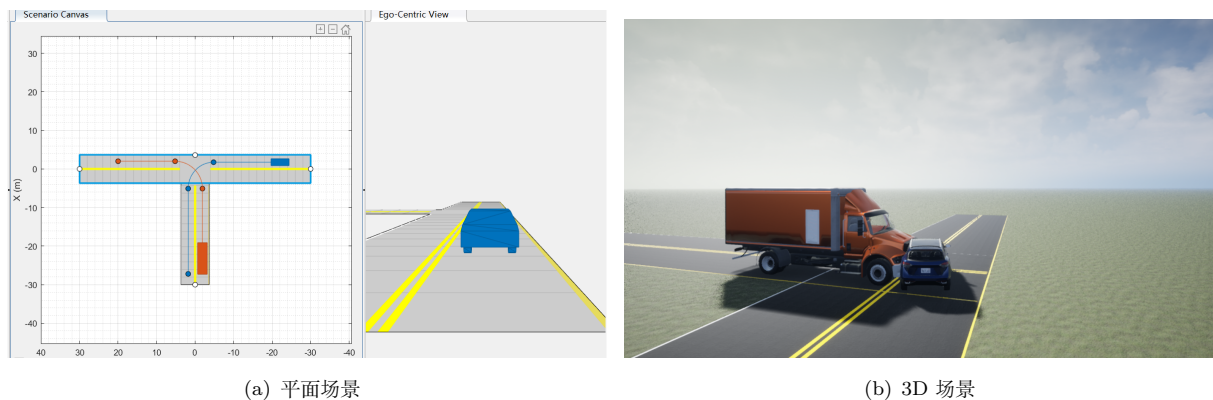 Scenario Canvas
Ego-Centric View
30
20
10
0
-10
-20
-30
-40
X (m)
40 30 20 10 0 -10 -20 -30 -40
(a) 平面场景
(b) 3D 场景